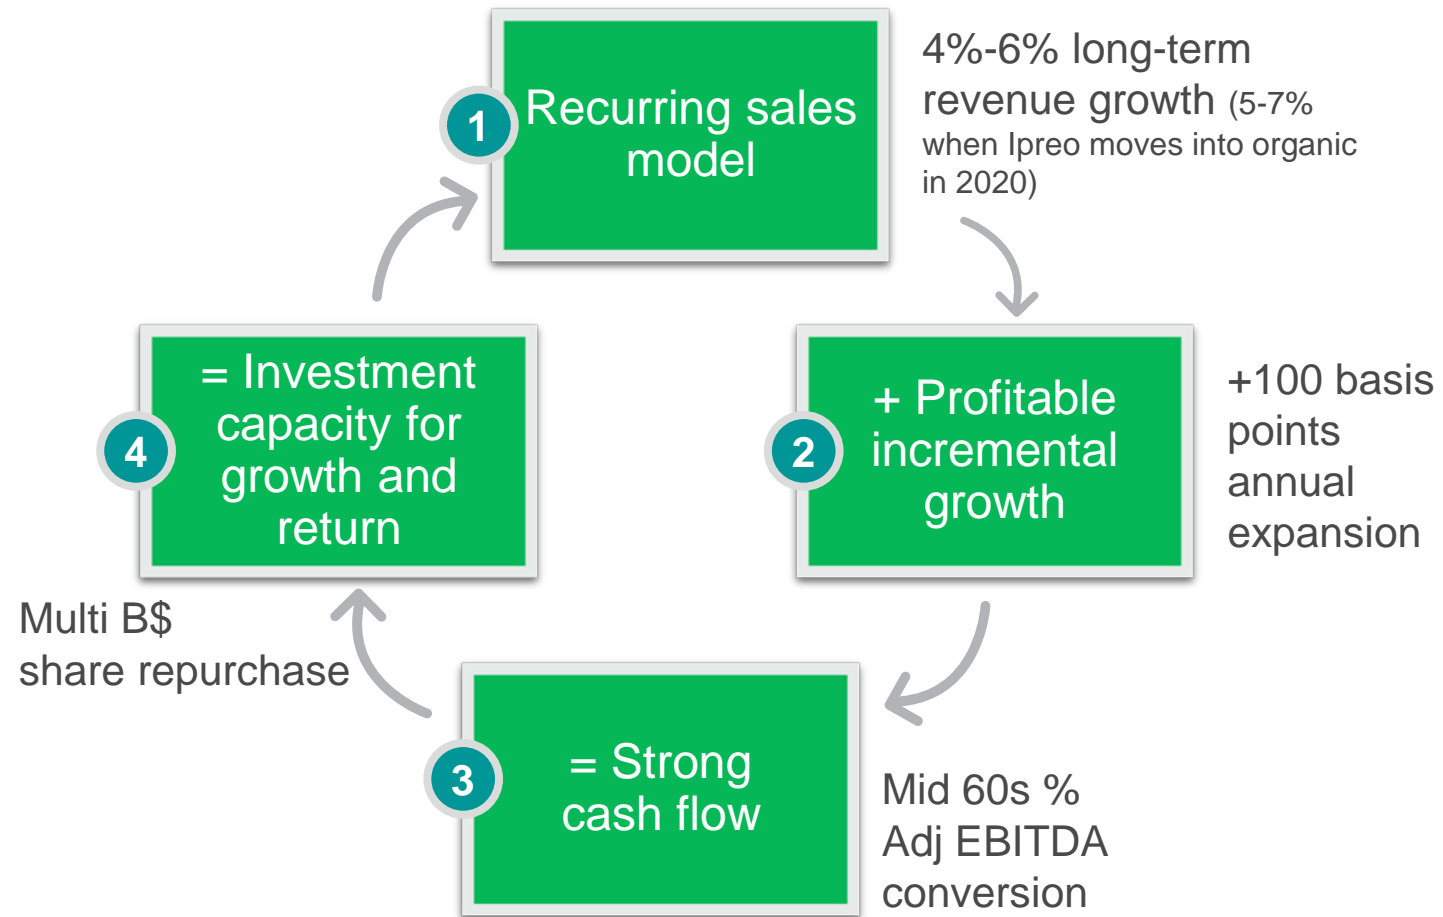 1
Recurring sales
model
4%-6% long-term
revenue growth (5-7%
when Ipreo moves into organic
in 2020)
2
+ Profitable
incremental
growth
+100 basis
points
annual
expansion
3
= Strong
cash flow
Mid 60s %
Adj EBITDA
conversion
4
= Investment
capacity for
growth and
return
Multi B$
share repurchase